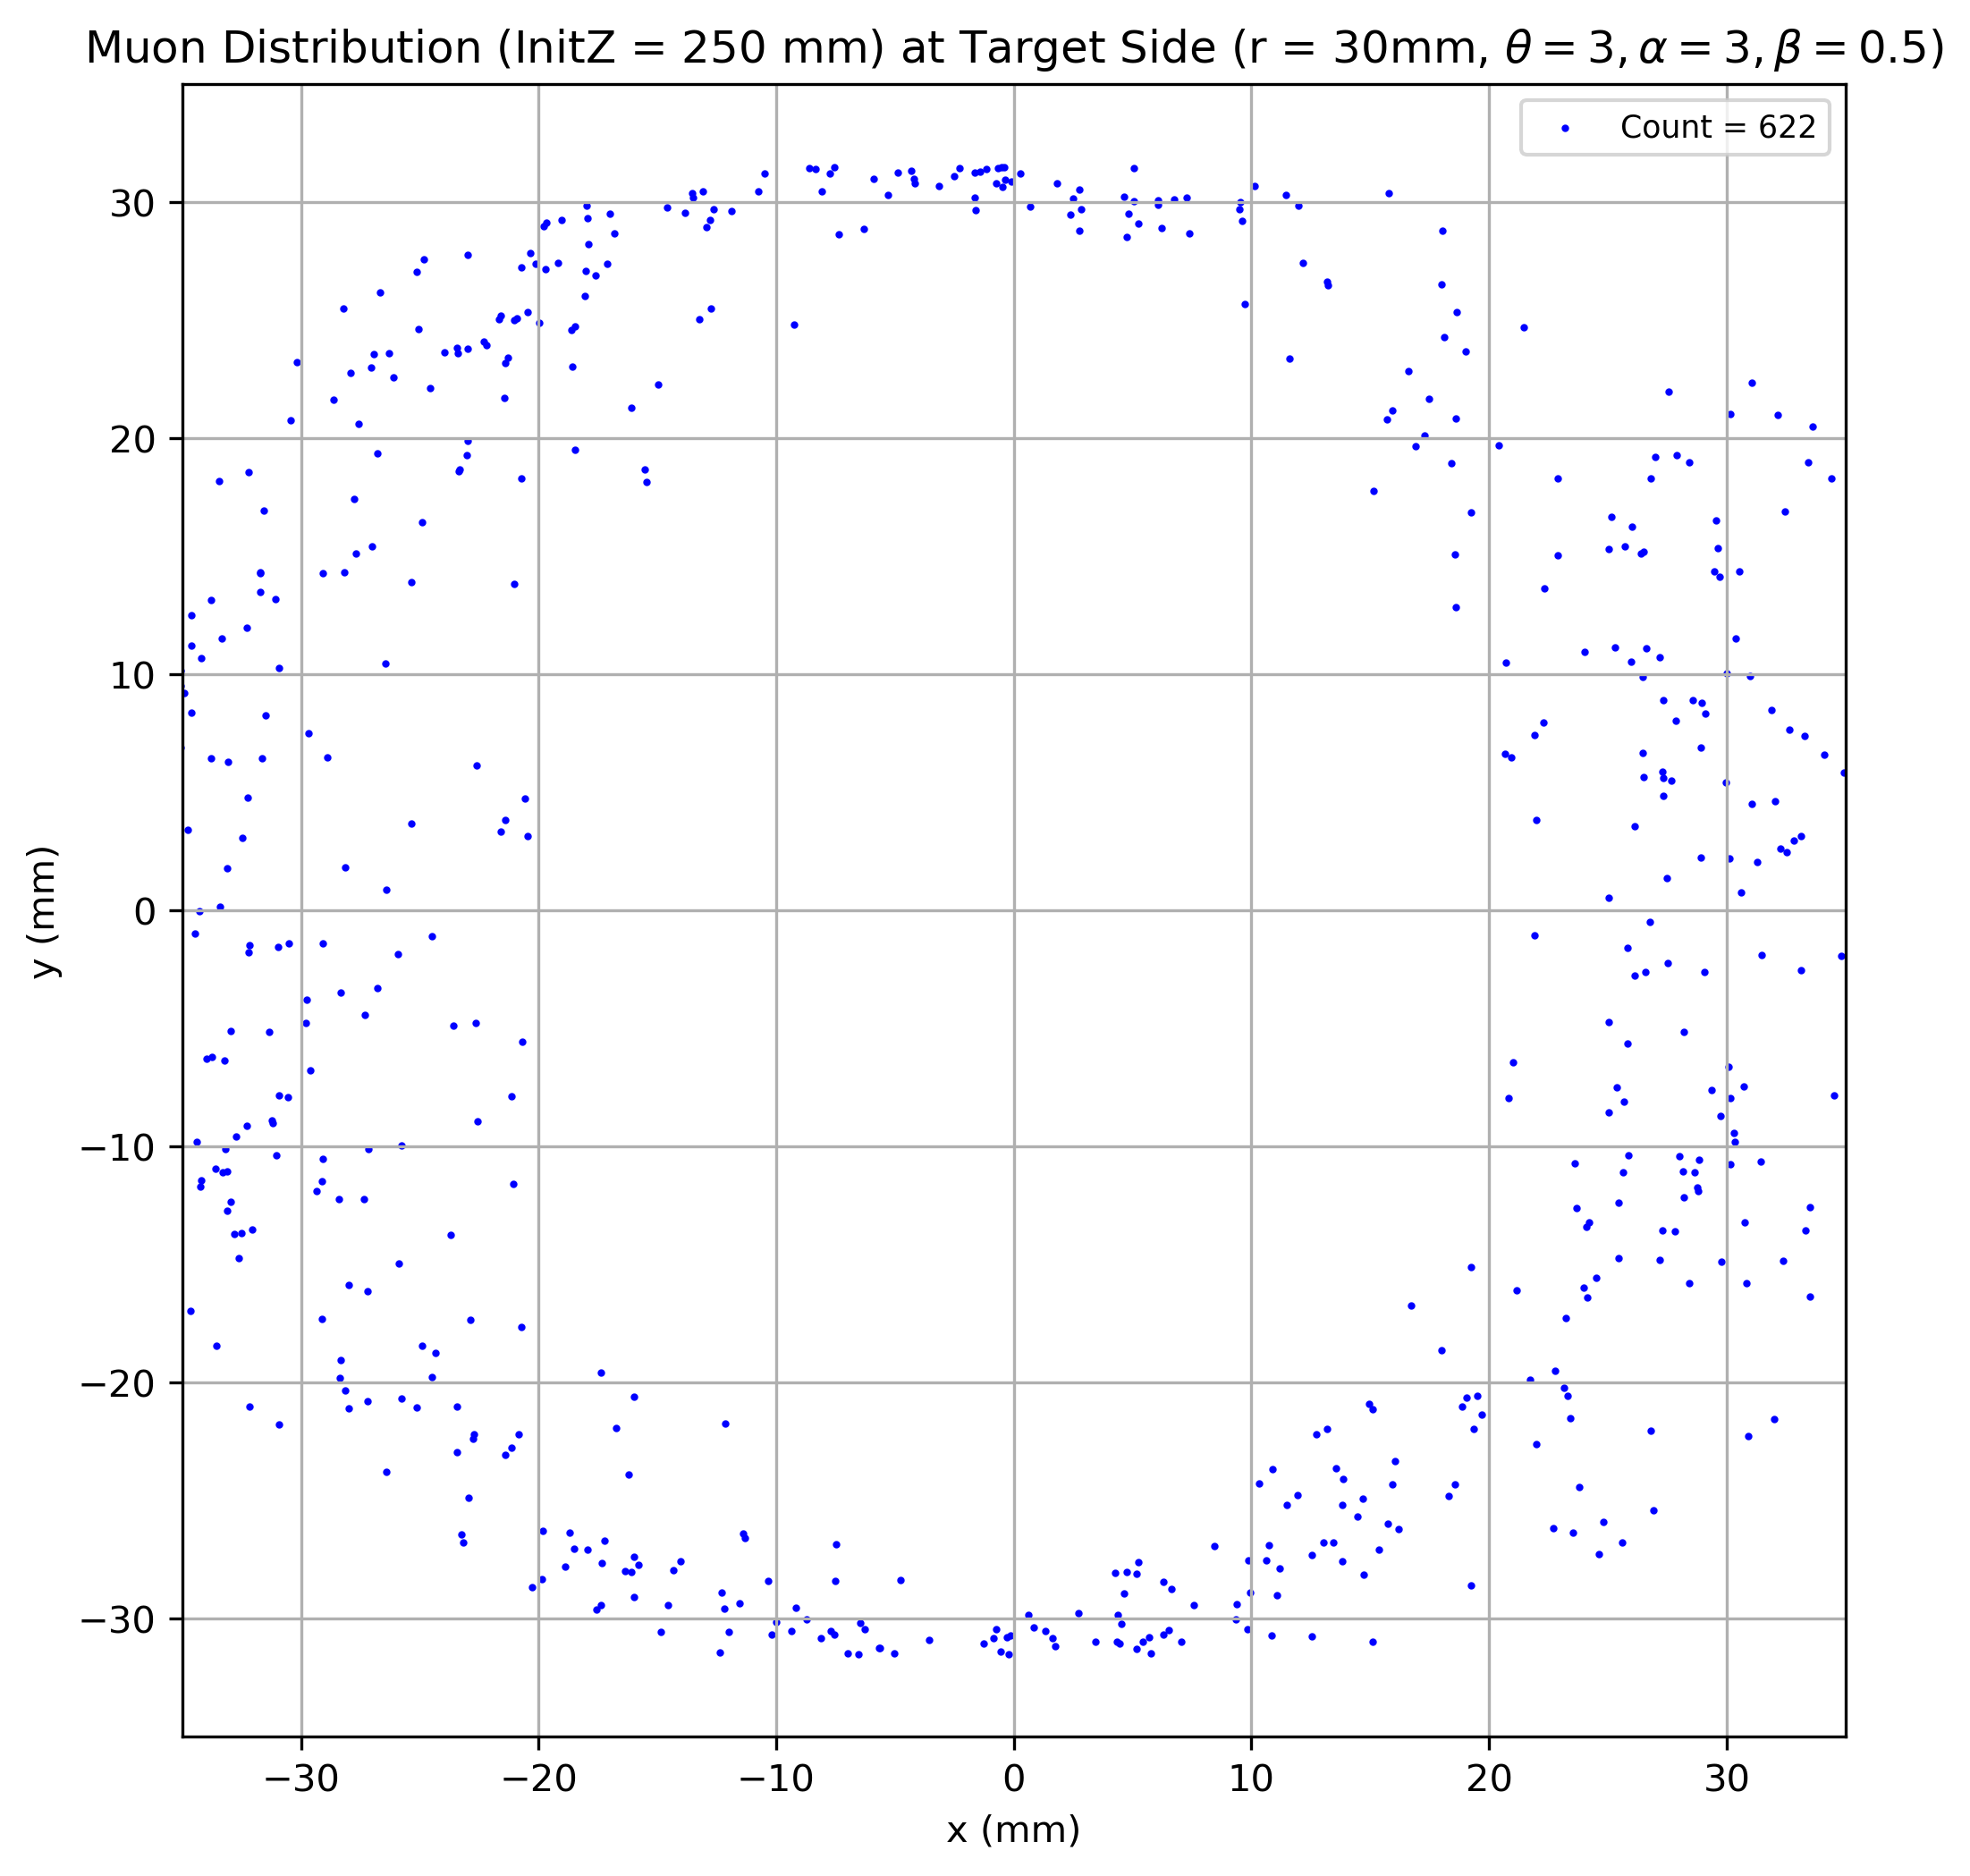 Muon Distribution (InitZ = 250 mm) at Target Side (r = 30mm, θ = 3, α = 3, β = 0.5)
Count = 622
30
20
10
0
−10
−20
−30
y (mm)
−30 −20 −10 0 10 20 30
x (mm)